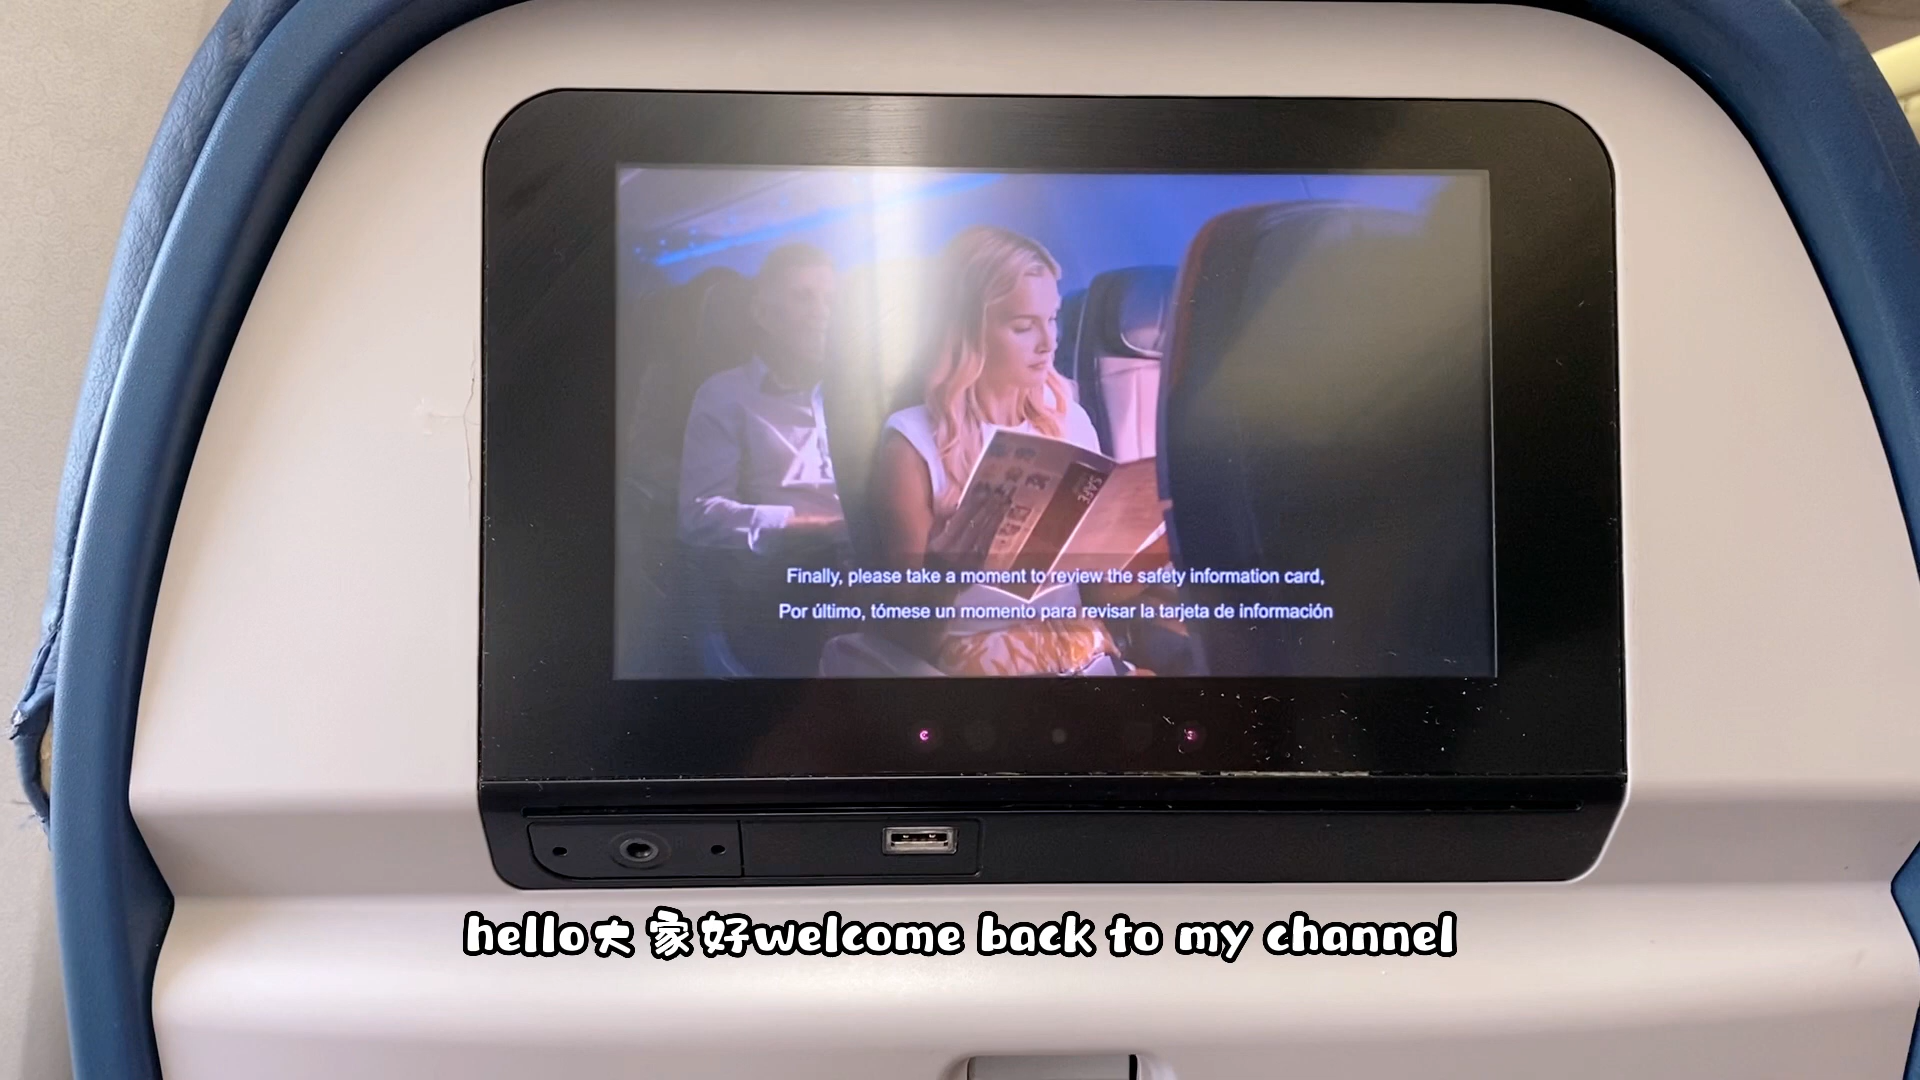 SAFE
Finally, please take a moment to review the safety information card,
Por último, tómese un momento para revisar la tarjeta de información
hello大家好welcome back to my channel